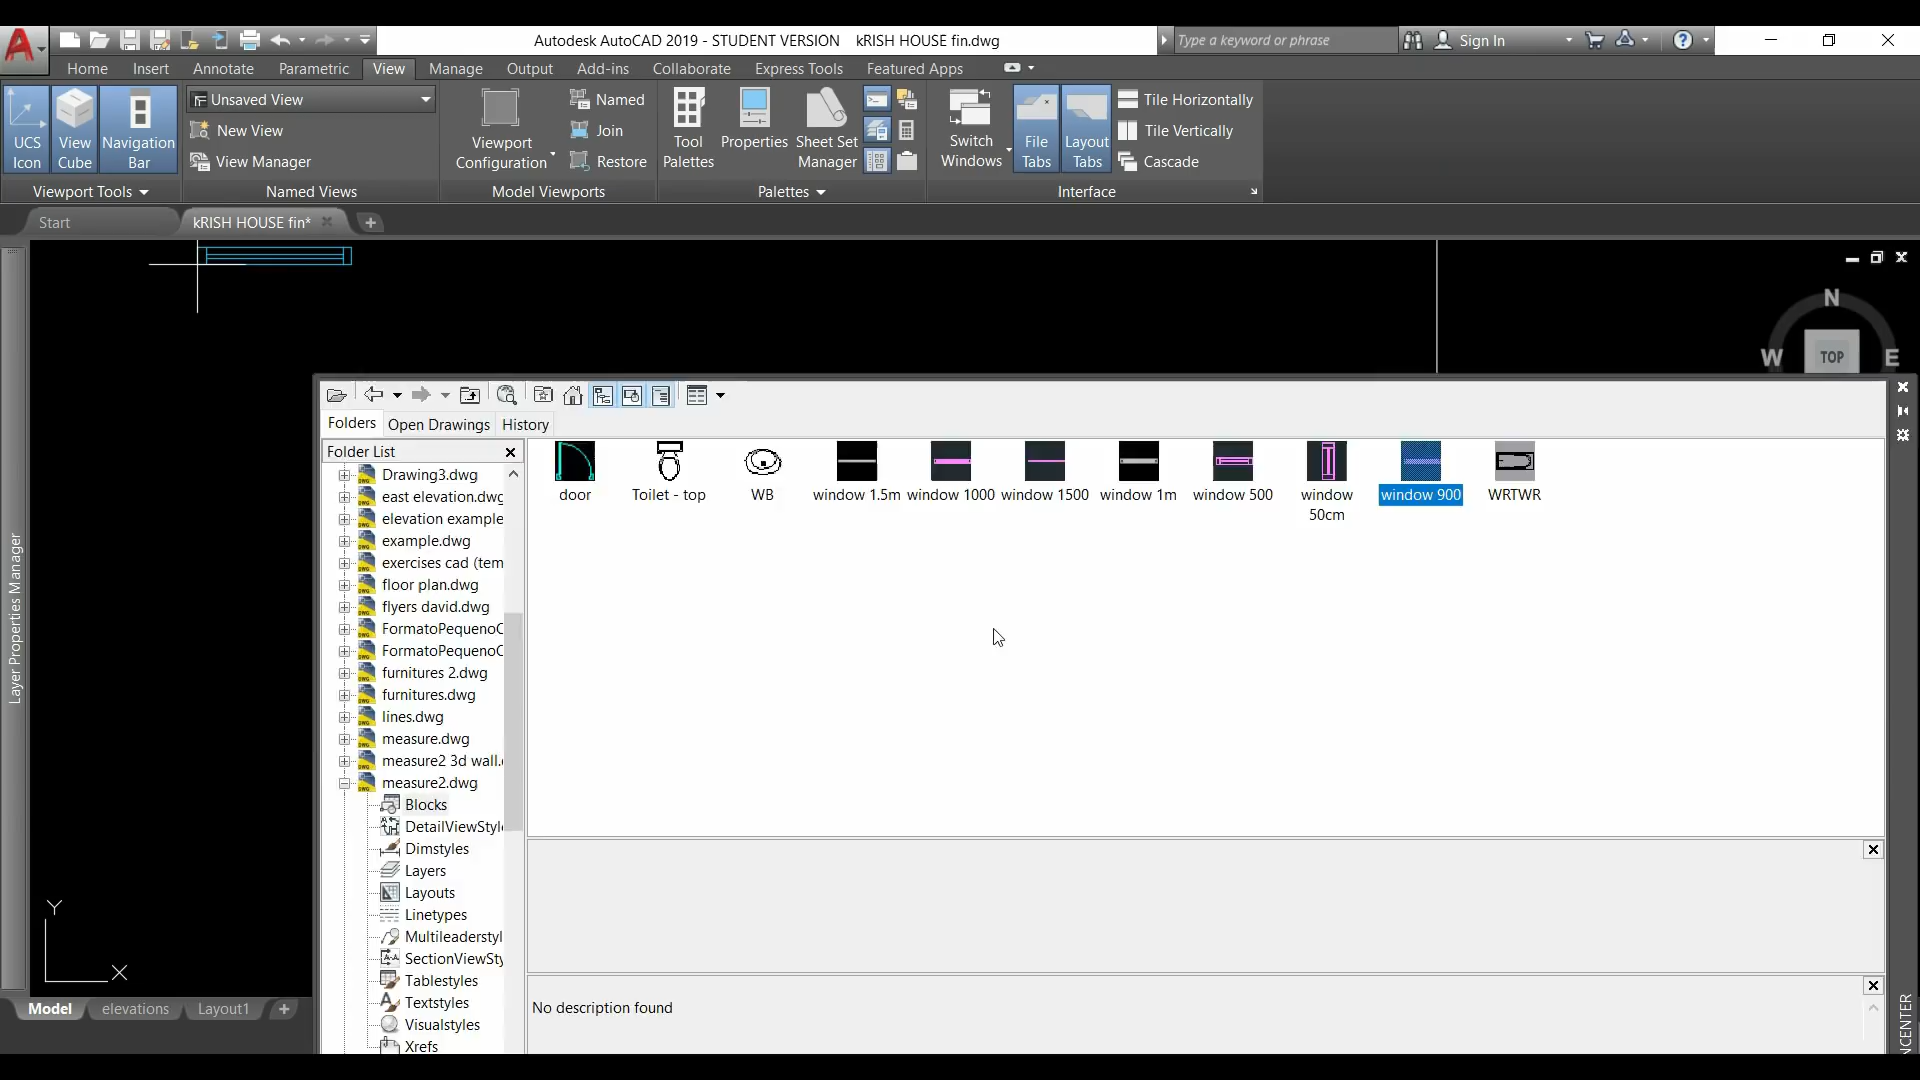 Autodesk AutoCAD 2019 - STUDENT VERSION kRISH HOUSE fin.dwg
Type a keyword or phrase
Sign In
Home Insert Annotate Parametric View Manage Output Add-ins Collaborate Express Tools Featured Apps
UCS Icon
View Cube
Navigation Bar
Viewport Tools
Unsaved View
New View
View Manager
Named Views
Viewport Configuration
Named
Join
Restore
Model Viewports
Tool Palettes
Properties
Sheet Set Manager
Palettes
Switch Windows
File Tabs
Layout Tabs
Tile Horizontally
Tile Vertically
Cascade
Interface
Start
kRISH HOUSE fin*
N
W TOP E
Layer Properties Manager
Folders Open Drawings History
Folder List
Drawing3.dwg
east elevation.dwg
elevation example
example.dwg
exercises cad (tem
floor plan.dwg
flyers david.dwg
FormatoPequenoC
FormatoPequenoC
furnitures 2.dwg
furnitures.dwg
lines.dwg
measure.dwg
measure2 3d wall.
measure2.dwg
Blocks
DetailViewStyl
Dimstyles
Layers
Layouts
Linetypes
Multileaderstyl
SectionViewSty
Tablestyles
Textstyles
Visualstyles
Xrefs
door
Toilet - top
WB
window 1.5m
window 1000
window 1500
window 1m
window 500
window
50cm
window 900
WRTWR
No description found
NCENTER
Y
X
Model elevations Layout1